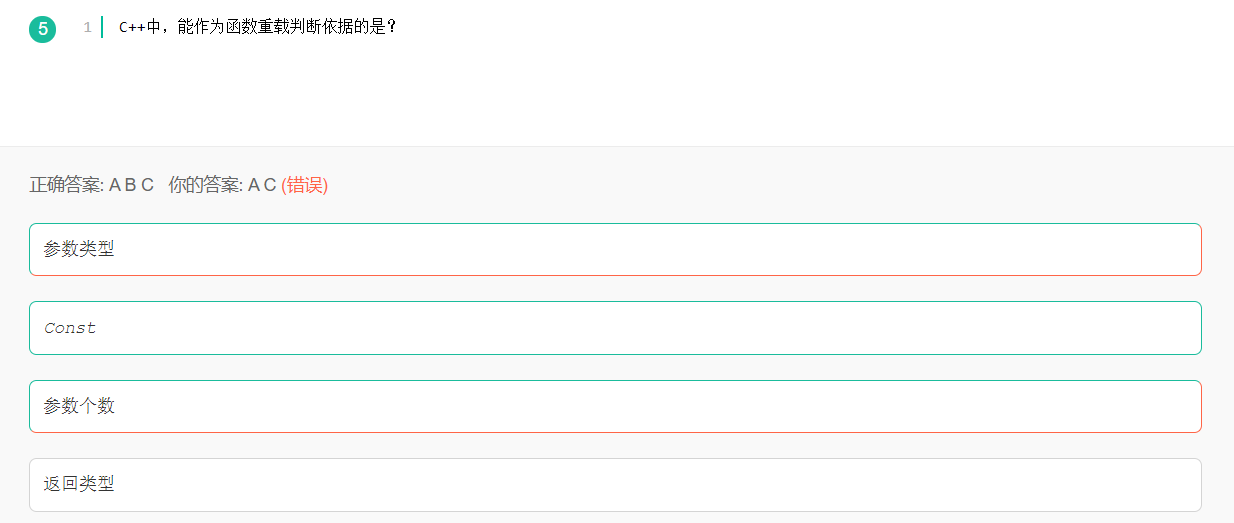 5 1 C++中，能作为函数重载判断依据的是？
正确答案: A B C 你的答案: A C (错误)
参数类型
Const
参数个数
返回类型